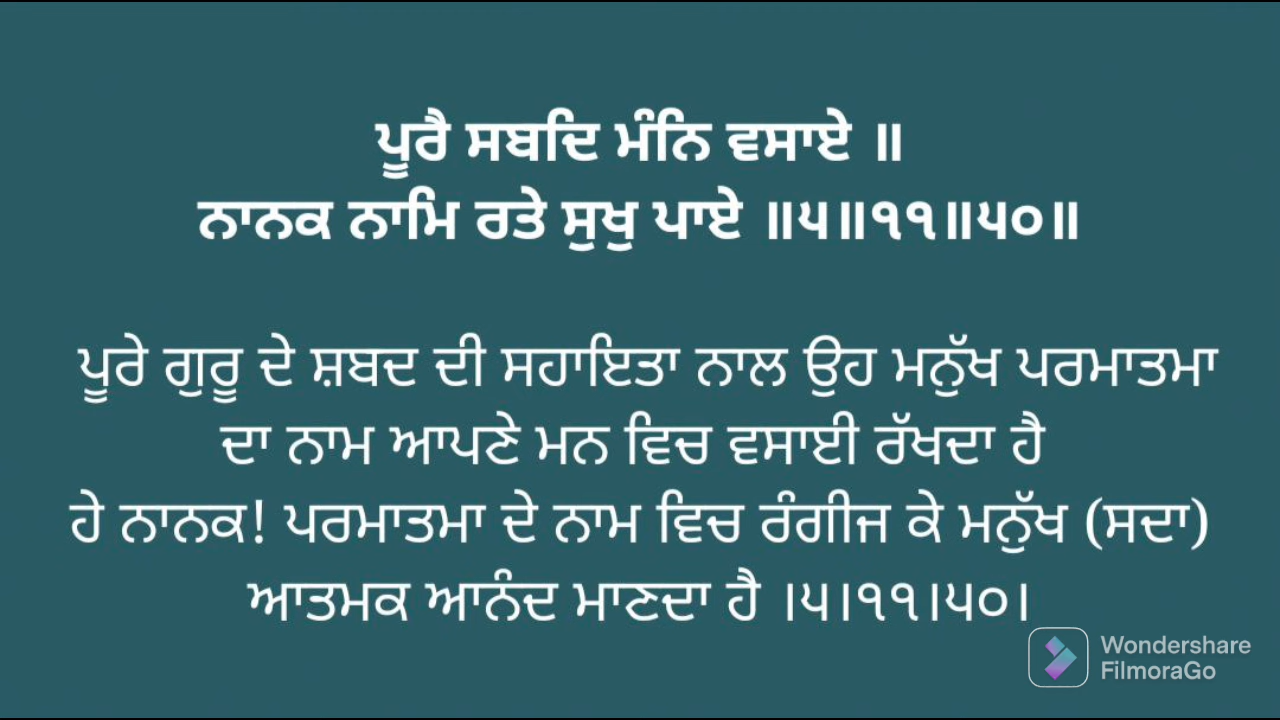 ਪੂਰੈ ਸਬਦਿ ਮੰਨਿ ਵਸਾਏ ॥
ਨਾਨਕ ਨਾਮਿ ਰਤੇ ਸੁਖੁ ਪਾਏ ॥੫॥੧੧॥੫੦॥
ਪੂਰੇ ਗੁਰੂ ਦੇ ਸ਼ਬਦ ਦੀ ਸਹਾਇਤਾ ਨਾਲ ਉਹ ਮਨੁੱਖ ਪਰਮਾਤਮਾ
ਦਾ ਨਾਮ ਆਪਣੇ ਮਨ ਵਿਚ ਵਸਾਈ ਰੱਖਦਾ ਹੈ
ਹੇ ਨਾਨਕ! ਪਰਮਾਤਮਾ ਦੇ ਨਾਮ ਵਿਚ ਰੰਗੀਜ ਕੇ ਮਨੁੱਖ (ਸਦਾ)
ਆਤਮਕ ਆਨੰਦ ਮਾਣਦਾ ਹੈ ।੫।੧੧।੫੦।
Wondershare
FilmoraGo